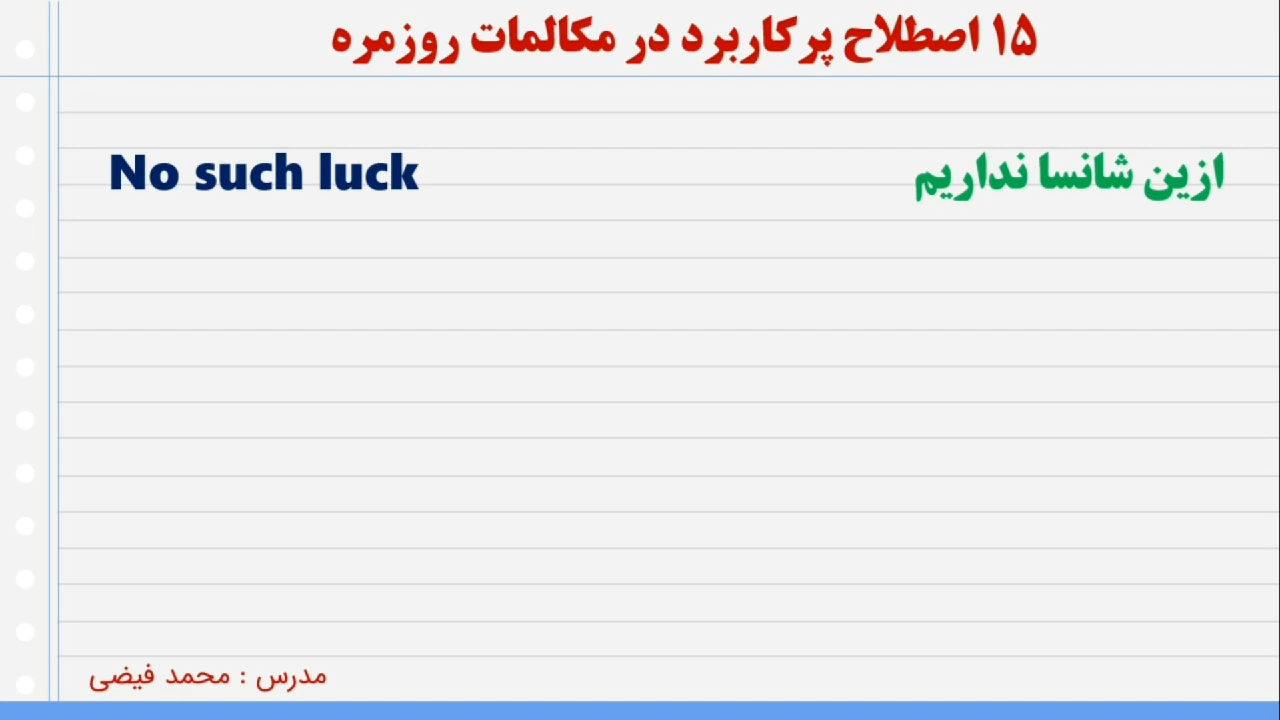 ۱۵ اصطلاح پرکاربرد در مکالمات روزمره
No such luck
ازین شانسا نداریم
مدرس : محمد فیضی